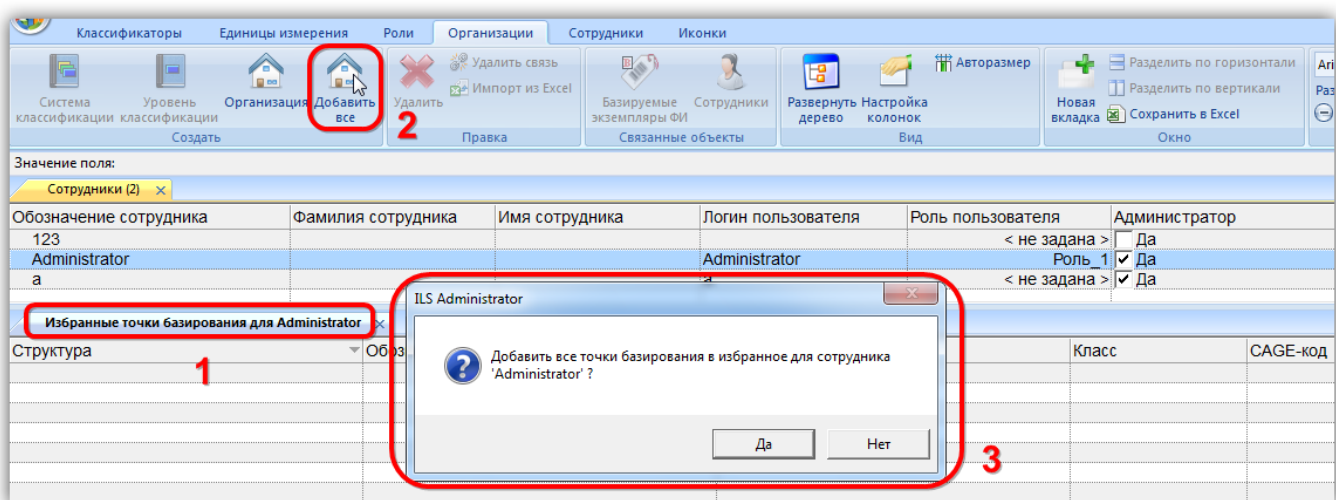 Классификаторы Единицы измерения Роли Организации Сотрудники Иконки
Система классификации
Уровень классификации
Организация
Добавить все
2
Создать
Удалить
Удалить связь
Импорт из Excel
Правка
Базируемые экземпляры ФИ
Сотрудники
Связанные объекты
Развернуть дерево
Настройка колонок
Авторазмер
Вид
Новая вкладка
Разделить по горизонтали
Разделить по вертикали
Сохранить в Excel
Окно
Ari
Раз
Значение поля:
Сотрудники (2)
Обозначение сотрудника Фамилия сотрудника Имя сотрудника Логин пользователя Роль пользователя Администратор
123 < не задана > Да
Administrator Administrator Роль_1 Да
a a < не задана > Да
Избранные точки базирования для Administrator
1
Структура Обоз Класс CAGE-код
ILS Administrator
Добавить все точки базирования в избранное для сотрудника
'Administrator' ?
Да Нет
3